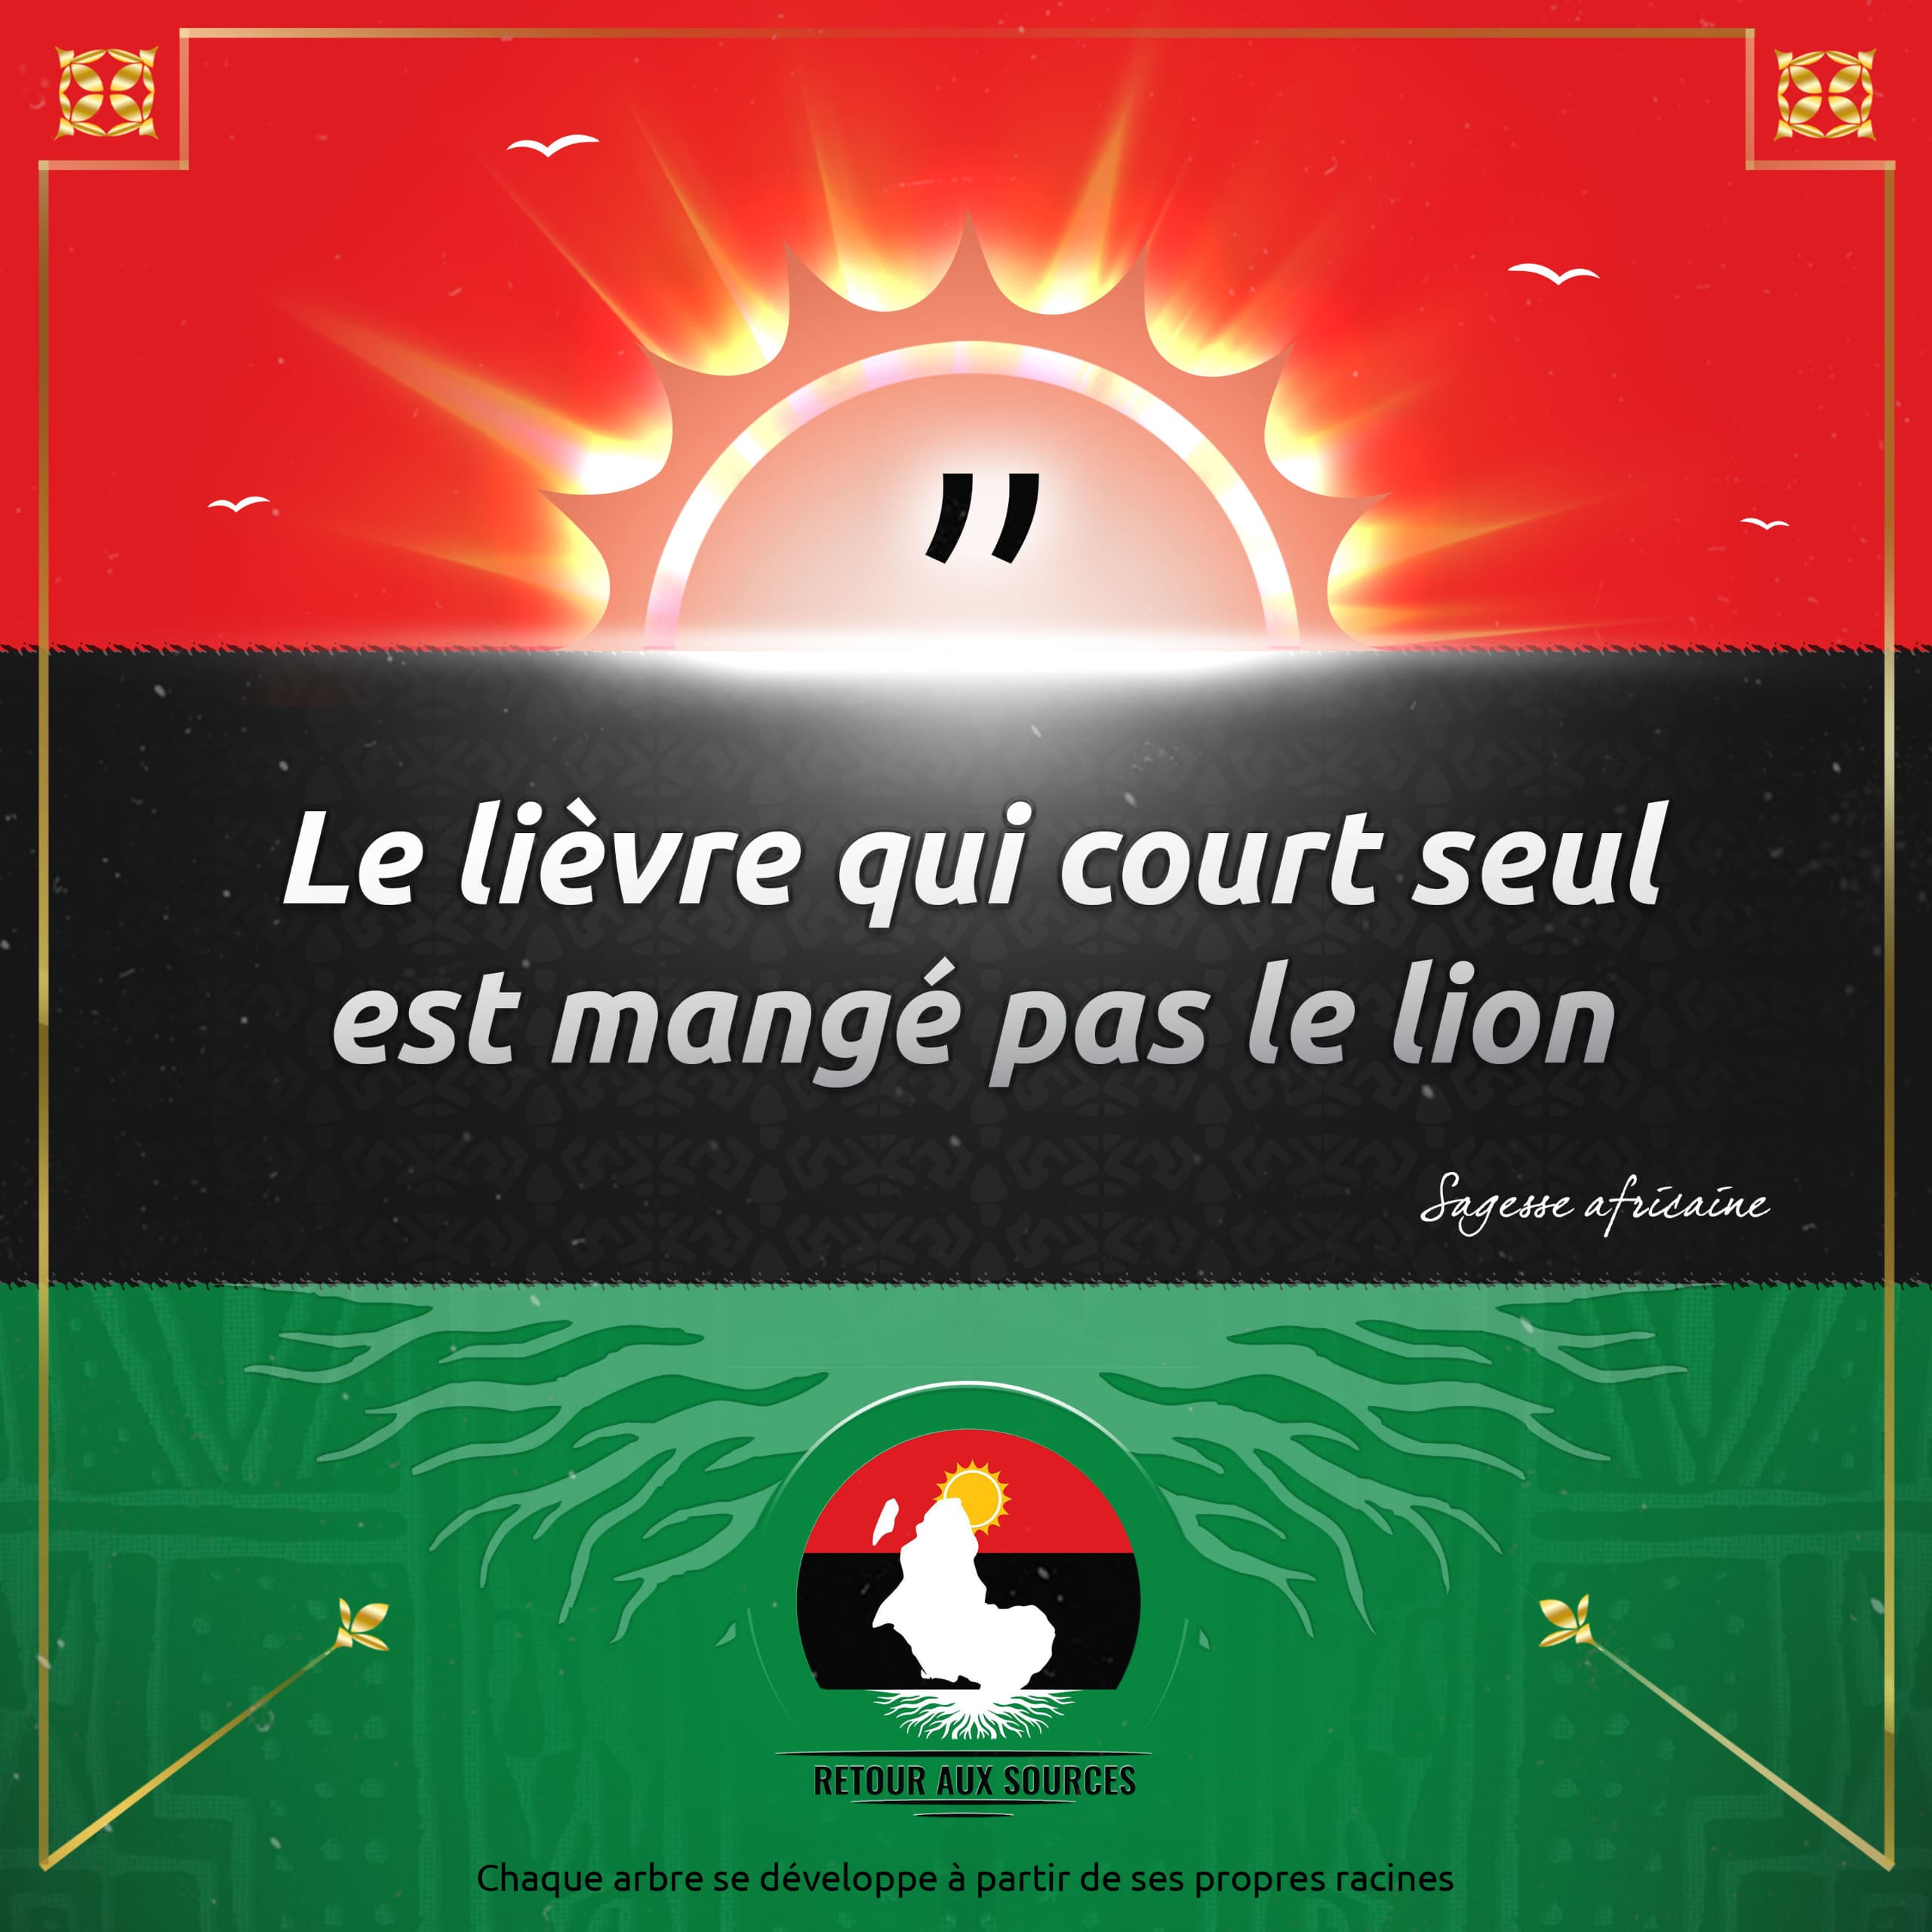 ”
Le lièvre qui court seul
est mangé pas le lion
Sagesse africaine
RETOUR AUX SOURCES
Chaque arbre se développe à partir de ses propres racines